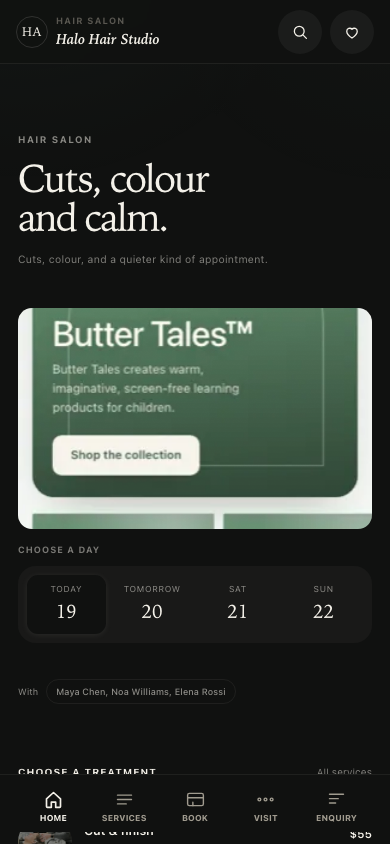 HA
HAIR SALON
Halo Hair Studio
HAIR SALON
Cuts, colour
and calm.
Cuts, colour, and a quieter kind of appointment.
Butter Tales™
Butter Tales creates warm,
imaginative, screen-free learning
products for children.
Shop the collection
CHOOSE A DAY
TODAY TOMORROW SAT SUN
19 20 21 22
With Maya Chen, Noa Williams, Elena Rossi
CHOOSE A TREATMENT All services
HOME SERVICES BOOK VISIT ENQUIRY
Cut & finish $55